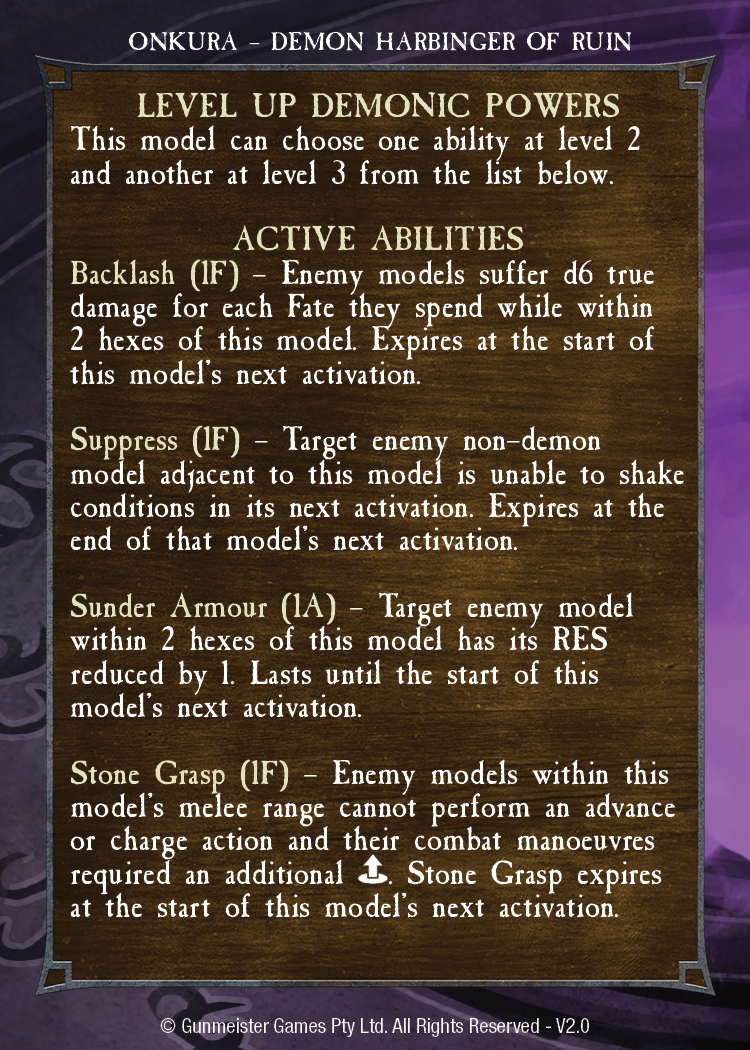 ONKURA – DEMON HARBINGER OF RUIN
LEVEL UP DEMONIC POWERS
This model can choose one ability at level 2
and another at level 3 from the list below.
ACTIVE ABILITIES
Backlash (1F) – Enemy models suffer d6 true
damage for each Fate they spend while within
2 hexes of this model. Expires at the start of
this model's next activation.
Suppress (1F) – Target enemy non-demon
model adjacent to this model is unable to shake
conditions in its next activation. Expires at the
end of that model's next activation.
Sunder Armour (1A) – Target enemy model
within 2 hexes of this model has its RES
reduced by 1. Lasts until the start of this
model's next activation.
Stone Grasp (1F) – Enemy models within this
model's melee range cannot perform an advance
or charge action and their combat manoeuvres
required an additional . Stone Grasp expires
at the start of this model's next activation.
© Gunmeister Games Pty Ltd. All Rights Reserved - V2.0